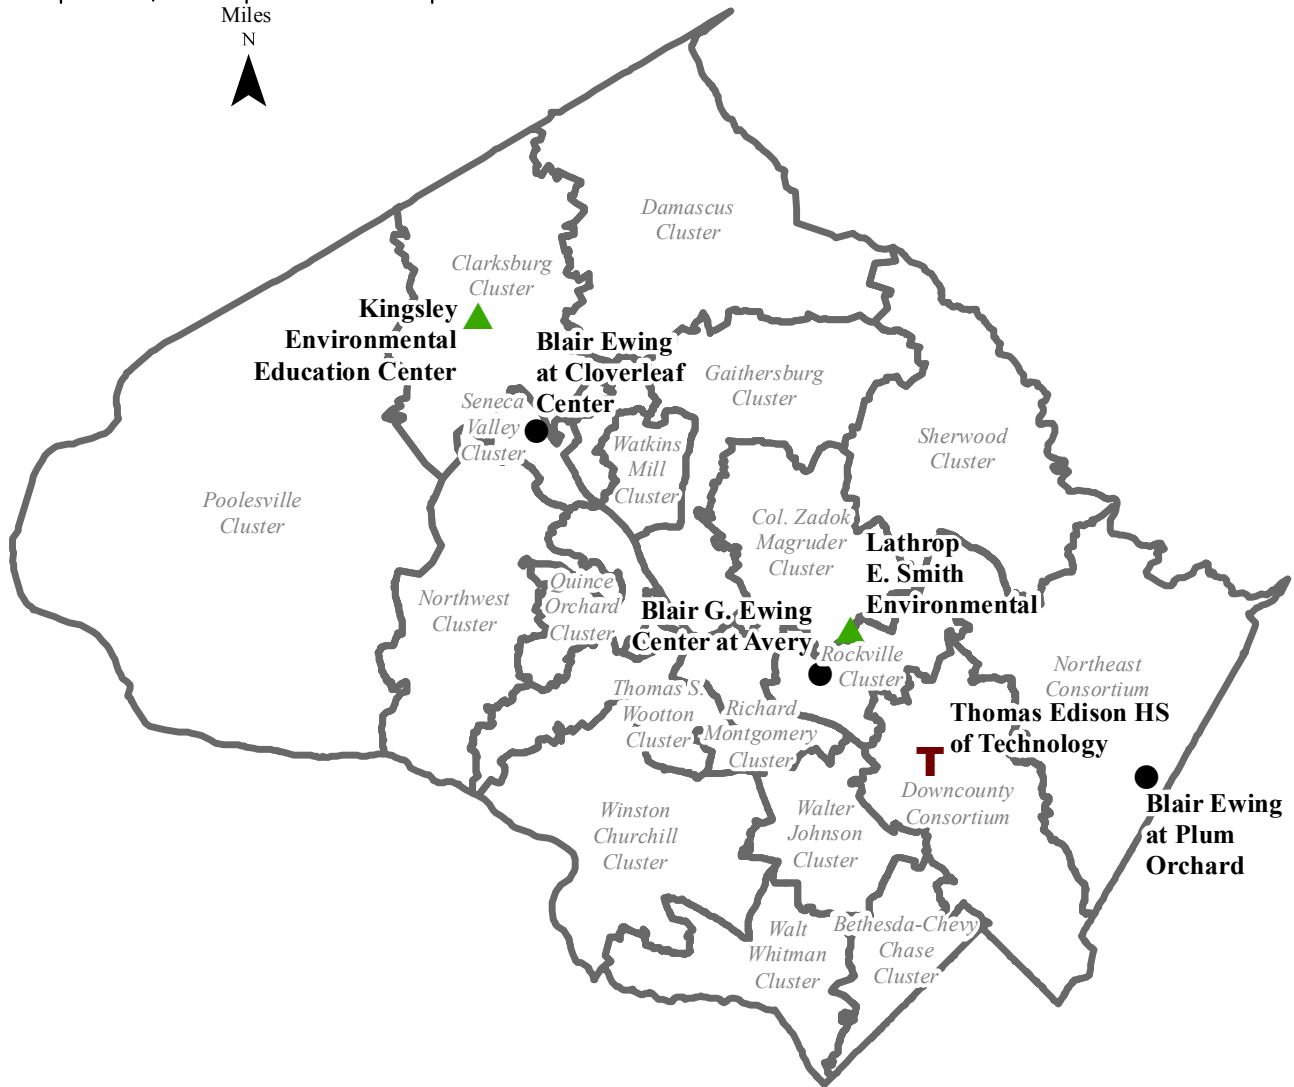 Miles
N
Damascus
Cluster
Clarksburg
Cluster
Kingsley
Environmental
Education Center
Blair Ewing
at Cloverleaf
Center
Gaithersburg
Cluster
Seneca
Valley
Cluster
Watkins
Mill
Cluster
Sherwood
Cluster
Poolesville
Cluster
Col. Zadok
Magruder
Cluster
Lathrop
E. Smith
Environmental
Quince
Orchard
Cluster
Northwest
Cluster
Blair G. Ewing
Center at Avery
Rockville
Cluster
Northeast
Consortium
Thomas S.
Wootton
Cluster
Richard
Montgomery
Cluster
Thomas Edison HS
of Technology
T
Downcounty
Consortium
Blair Ewing
at Plum
Orchard
Winston
Churchill
Cluster
Walter
Johnson
Cluster
Walt
Whitman
Cluster
Bethesda-Chevy
Chase
Cluster